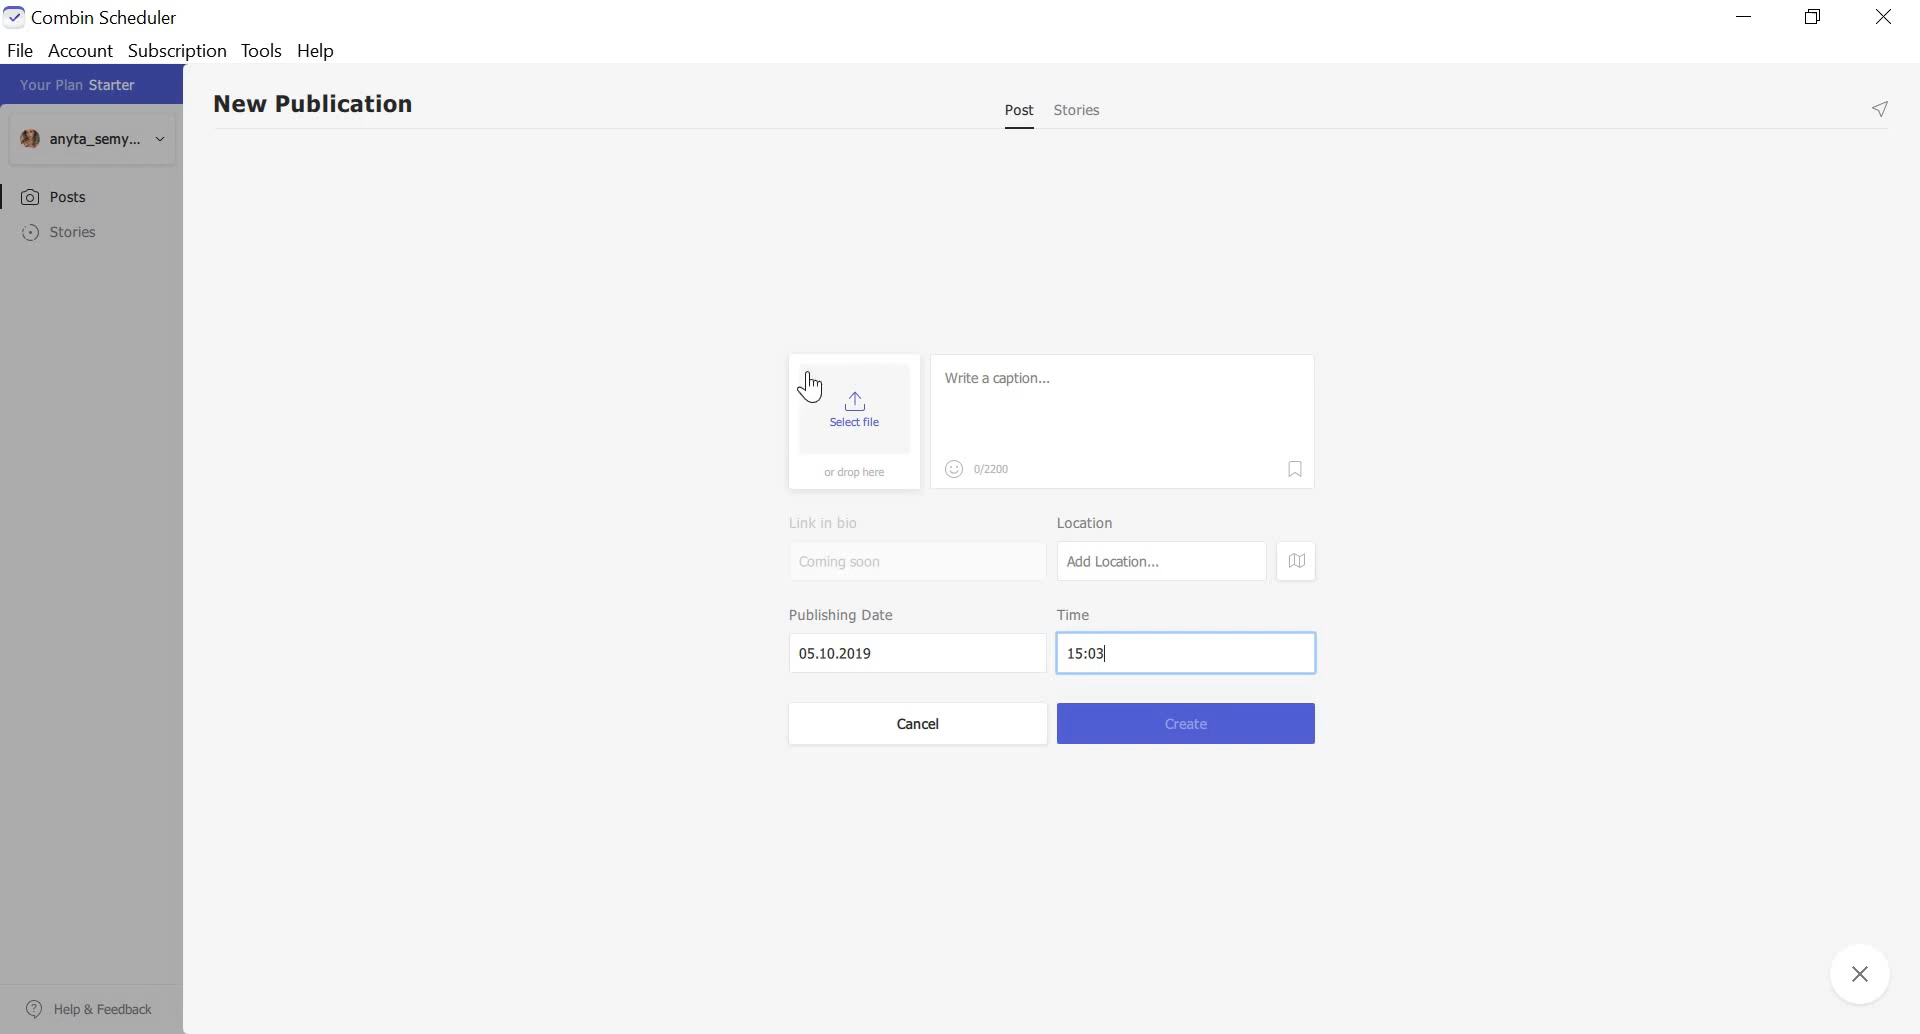 Combin Scheduler
File Account Subscription Tools Help
Your Plan Starter
New Publication
Post Stories
anyta_semy...
Posts
Stories
Select file
or drop here
Write a caption...
0/2200
Link in bio
Location
Coming soon
Add Location...
Publishing Date
Time
05.10.2019
15:03
Cancel
Create
Help & Feedback